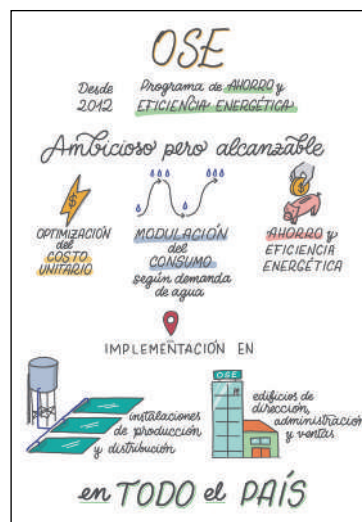 OSE
Desde
2012
Programa de AHORRO y
EFICIENCIA ENERGÉTICA
Ambicioso pero alcanzable
OPTIMIZACIÓN
del
COSTO
UNITARIO
MODULACIÓN
del
CONSUMO
según demanda
de agua
AHORRO y
EFICIENCIA
ENERGÉTICA
IMPLEMENTACIÓN EN
instalaciones
de producción
y distribución
OSE
edificios de
dirección,
administración
y ventas
en TODO el PAÍS